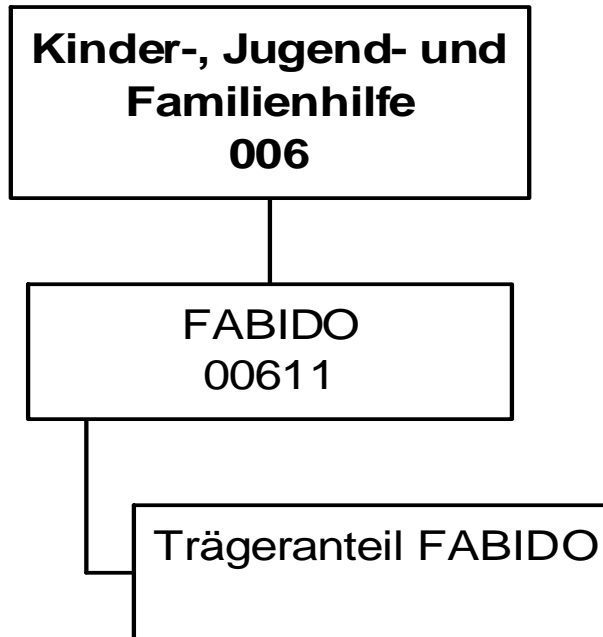 Kinder-, Jugend- und
Familienhilfe
006
FABIDO
00611
Trägeranteil FABIDO